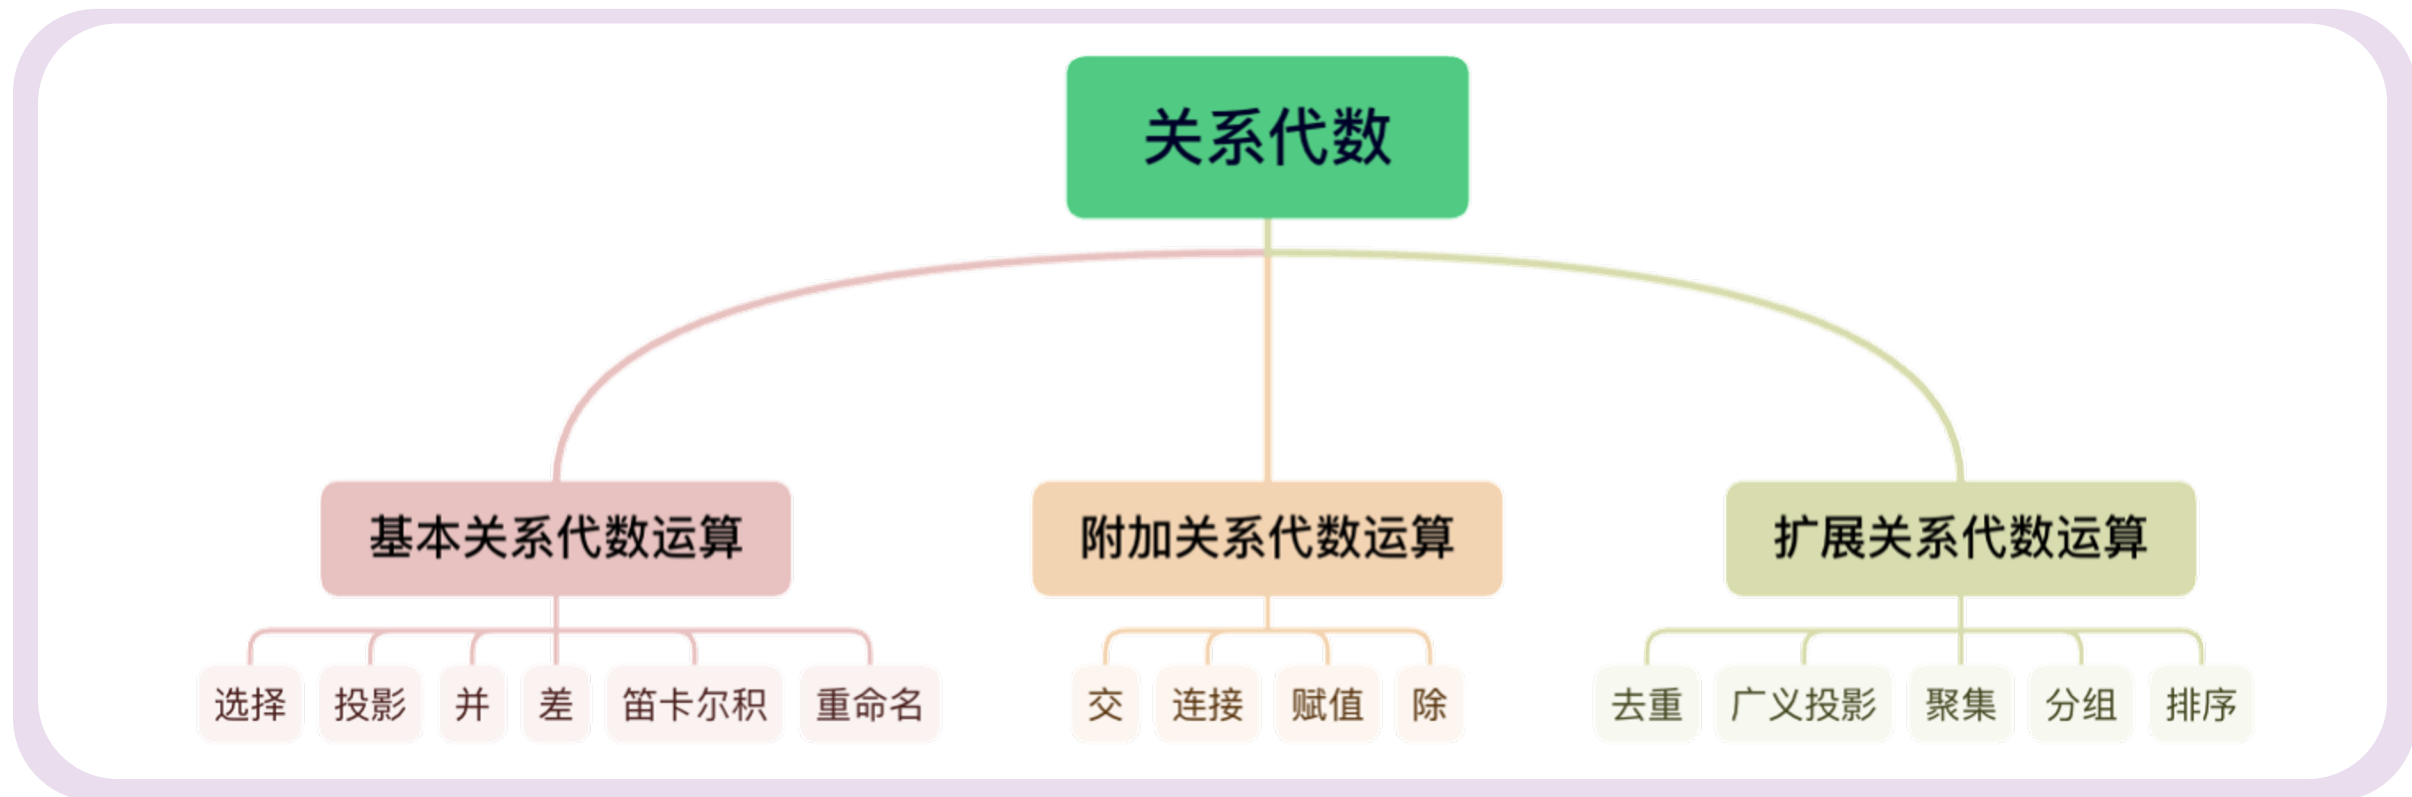 关系代数
基本关系代数运算
附加关系代数运算
扩展关系代数运算
选择
投影
并
差
笛卡尔积
重命名
交
连接
赋值
除
去重
广义投影
聚集
分组
排序